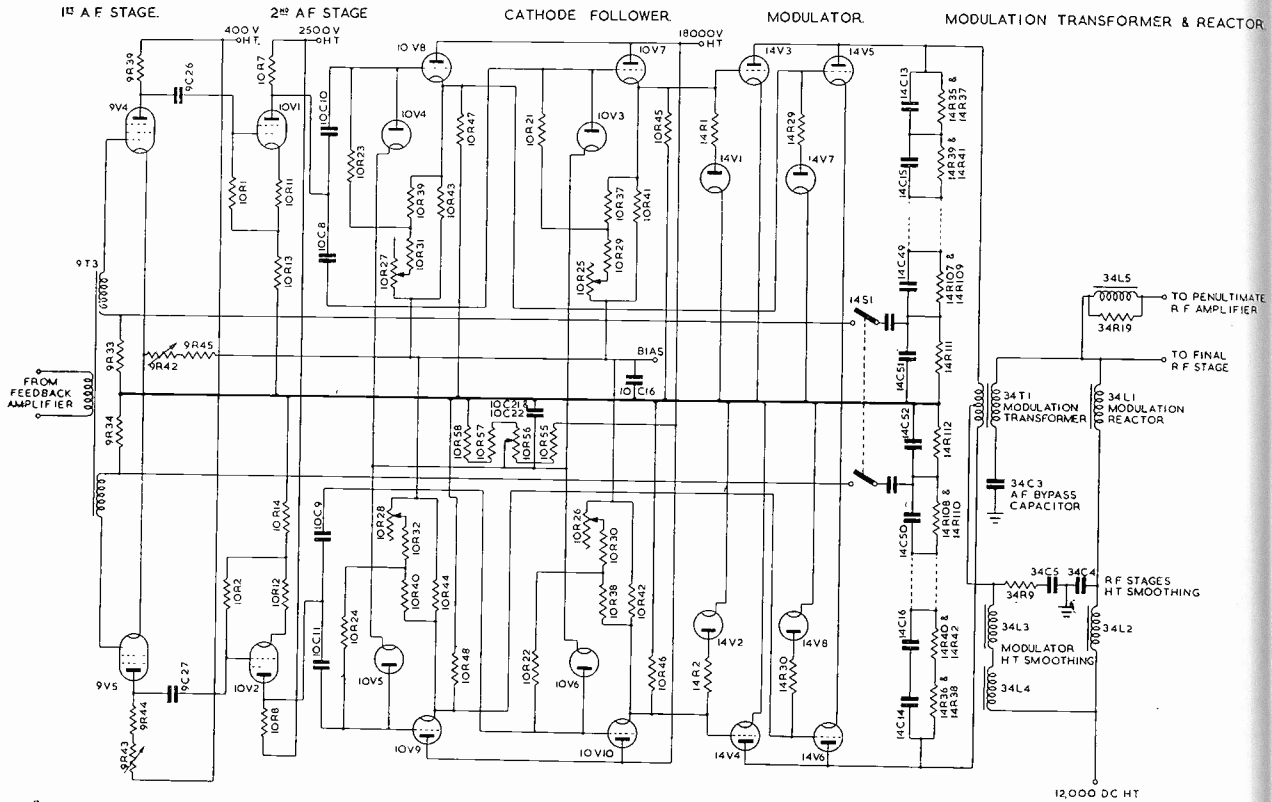 1ST A F STAGE.
2ND A F STAGE
CATHODE FOLLOWER.
MODULATOR.
MODULATION TRANSFORMER & REACTOR
400 V
HT.
2500 V
HT
18000V
HT
9R39
9C26
9V4
10R7
10V1
10R1
10R11
10R13
10C10
10C8
10R23
10V4
10V8
10R47
10R39
10R43
10R31
10R27
10R21
10V3
10V7
10R45
10R37
10R41
10R29
10R25
14R1
14V1
14V3
14R29
14V7
14V5
14C13
14R35 &
14R37
14C15
14R39 &
14R41
14C49
14R107 &
14R109
14C51
14R111
14S1
9T3
9R33
9R42
9R45
9R34
FROM
FEEDBACK
AMPLIFIER
BIAS
10C16
10C21 &
10C22
10R58
10R57
10R56
10R55
34L5
34R19
TO PENULTIMATE
R F AMPLIFIER
TO FINAL
RF STAGE
34T1
MODULATION
TRANSFORMER
34L1
MODULATION
REACTOR
34C3
A F BYPASS
CAPACITOR
14C52
14R112
14C50
14R108 &
14R110
14C16
14R40 &
14R42
14C14
14R36 &
14R38
34R9
34C5
34C4
RF STAGES
HT SMOOTHING
34L3
MODULATOR
HT SMOOTHING
34L4
34L2
12,000 DC HT
10R14
10R2
10R12
10V2
10R8
9V5
9C27
9R44
9R43
10C9
10C11
10R28
10R32
10R40
10R44
10R24
10V5
10R48
10V9
10R26
10R30
10R38
10R42
10R22
10V6
10R46
10V10
14V2
14R2
14V4
14V8
14R30
14V6